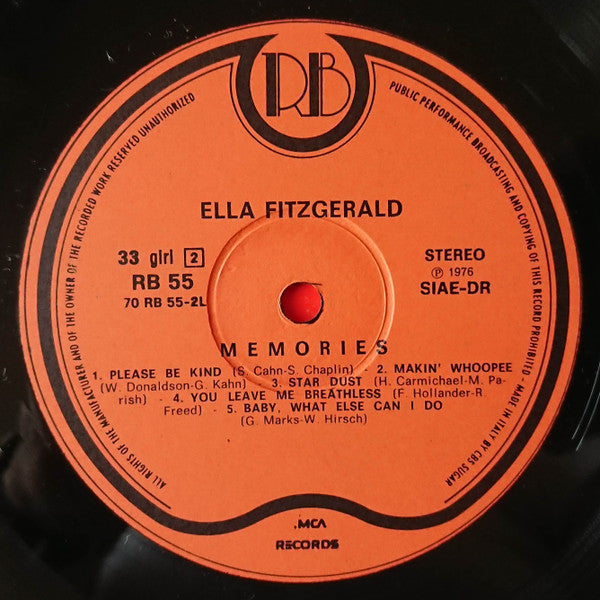 RB
ALL RIGHTS OF THE MANUFACTURER AND OF THE OWNER OF THE RECORDED WORK RESERVED UNAUTHORIZED
PUBLIC PERFORMANCE BROADCASTING AND COPYING OF THIS RECORD PROHIBITED - MADE IN ITALY BY CBS SUGAR
ELLA FITZGERALD
33 giri 2
RB 55
70 RB 55-2L
STEREO
℗ 1976
SIAE-DR
MEMORIES
1. PLEASE BE KIND (S. Cahn-S. Chaplin) - 2. MAKIN' WHOOPEE
(W. Donaldson-G. Kahn) - 3. STAR DUST (H. Carmichael-M. Pa-
rish) - 4. YOU LEAVE ME BREATHLESS (F. Hollander-R.
Freed) - 5. BABY, WHAT ELSE CAN I DO
(G. Marks-W. Hirsch)
.MCA
RECORDS